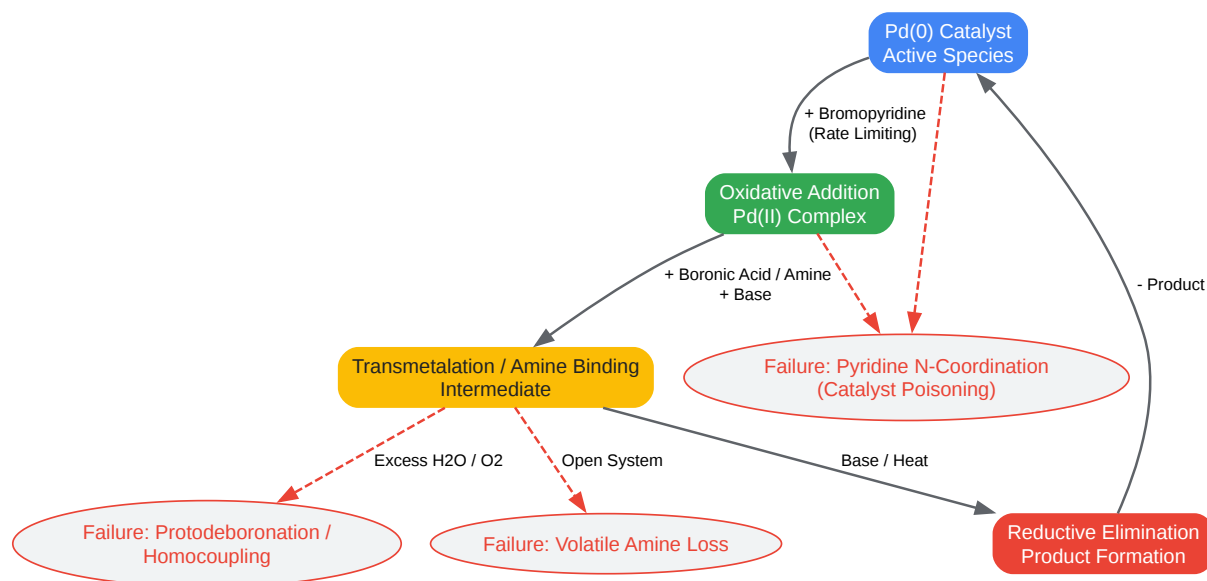 Pd(0) Catalyst
Active Species
+ Bromopyridine
(Rate Limiting)
Oxidative Addition
Pd(II) Complex
+ Boronic Acid / Amine
+ Base
- Product
Transmetalation / Amine Binding
Intermediate
Failure: Pyridine N-Coordination
(Catalyst Poisoning)
Excess H2O / O2
Open System
Base / Heat
Failure: Protodeboronation /
Homocoupling
Failure: Volatile Amine Loss
Reductive Elimination
Product Formation